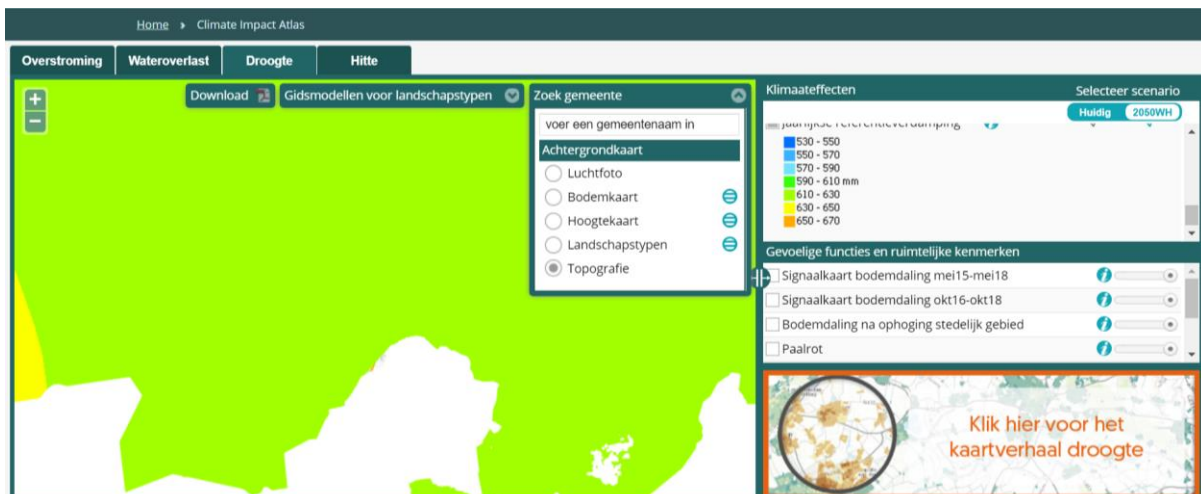 Home › Climate Impact Atlas
Overstroming Wateroverlast Droogte Hitte
Download Gidsmodellen voor landschapstypen
Zoek gemeente
voer een gemeentenaam in
Achtergrondkaart
Luchtfoto
Bodemkaart
Hoogtekaart
Landschapstypen
Topografie
Klimaateffecten Selecteer scenario
Huidig 2050WH
jaarlijkse referentieverdamping
530 - 550
550 - 570
570 - 590
590 - 610 mm
610 - 630
630 - 650
650 - 670
Gevoelige functies en ruimtelijke kenmerken
Signaalkaart bodemdaling mei15-mei18
Signaalkaart bodemdaling okt16-okt18
Bodemdaling na ophoging stedelijk gebied
Paalrot
Klik hier voor het
kaartverhaal droogte